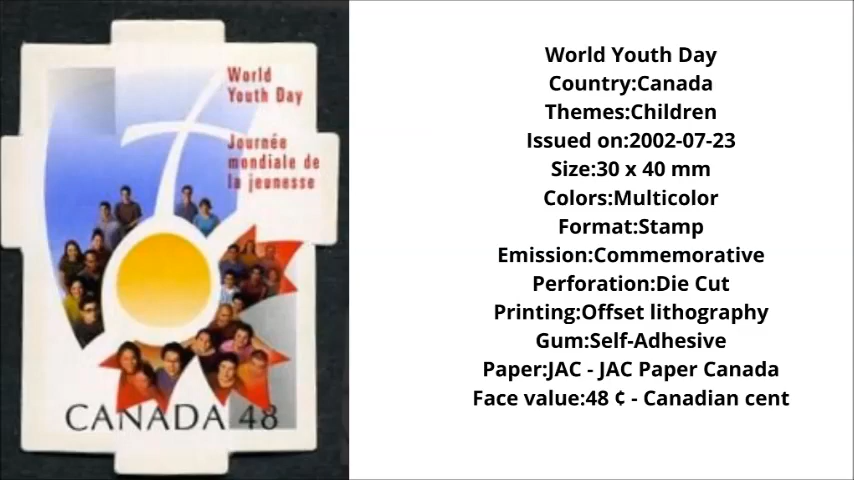 World
Youth Day
Journée
mondiale de
la jeunesse
CANADA 48
World Youth Day
Country:Canada
Themes:Children
Issued on:2002-07-23
Size:30 x 40 mm
Colors:Multicolor
Format:Stamp
Emission:Commemorative
Perforation:Die Cut
Printing:Offset lithography
Gum:Self-Adhesive
Paper:JAC - JAC Paper Canada
Face value:48 ¢ - Canadian cent